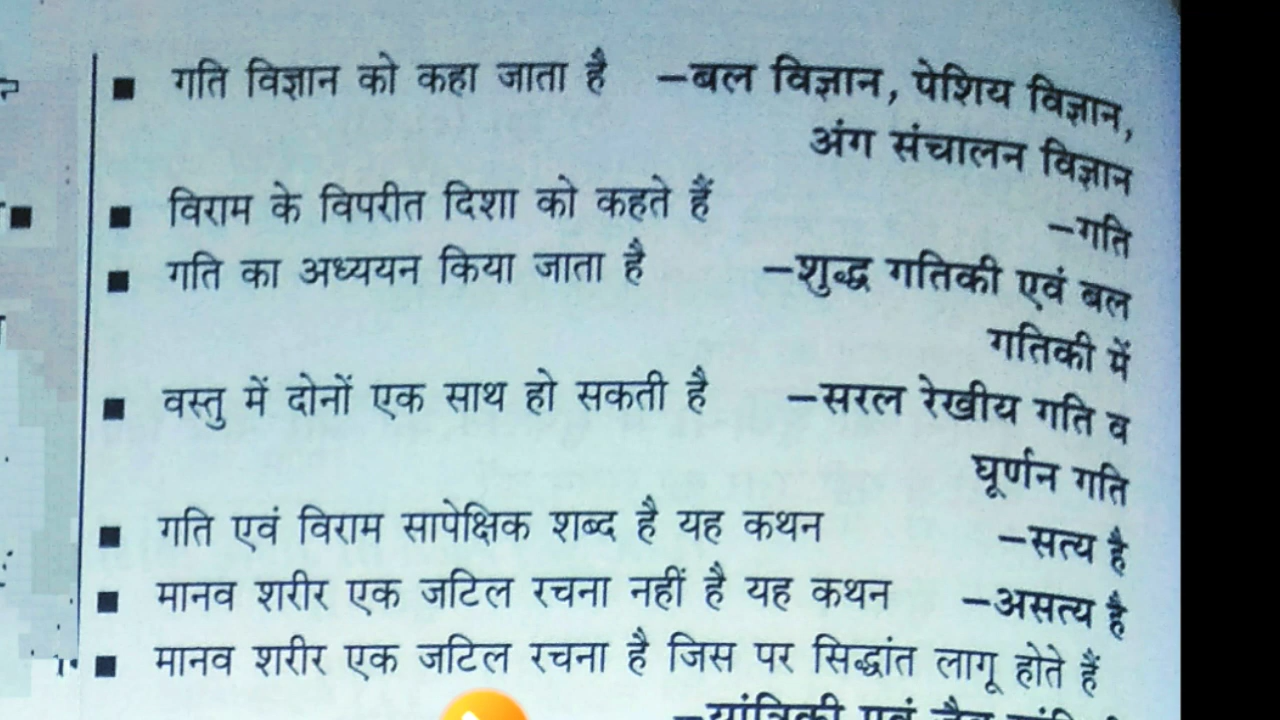 ■ गति विज्ञान को कहा जाता है –बल विज्ञान, पेशिय विज्ञान,
अंग संचालन विज्ञान
■ विराम के विपरीत दिशा को कहते हैं –गति
■ गति का अध्ययन किया जाता है –शुद्ध गतिकी एवं बल
गतिकी में
■ वस्तु में दोनों एक साथ हो सकती है –सरल रेखीय गति व
घूर्णन गति
■ गति एवं विराम सापेक्षिक शब्द है यह कथन –सत्य है
■ मानव शरीर एक जटिल रचना नहीं है यह कथन –असत्य है
■ मानव शरीर एक जटिल रचना है जिस पर सिद्धांत लागू होते हैं
–यांत्रिकी एवं जैव